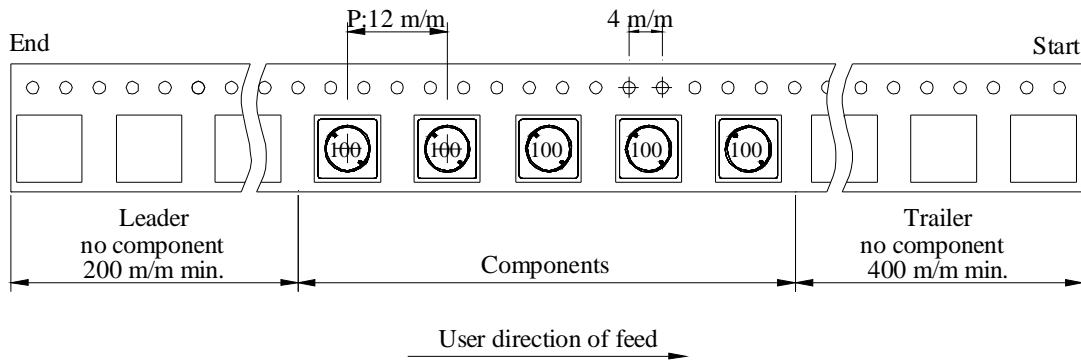 P:12 m/m
4 m/m
End
Start
100 100 100 100 100
Leader
no component
200 m/m min.
Components
Trailer
no component
400 m/m min.
User direction of feed